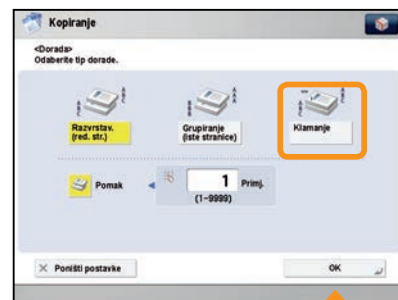 Kopiranje
<Dorada>
Odaberite tip dorade.
Razvrstav.
(red. str.)
Grupiranje
(iste stranice)
Klamanje
Pomak
1 Primj.
(1-9999)
Poništi postavke
OK